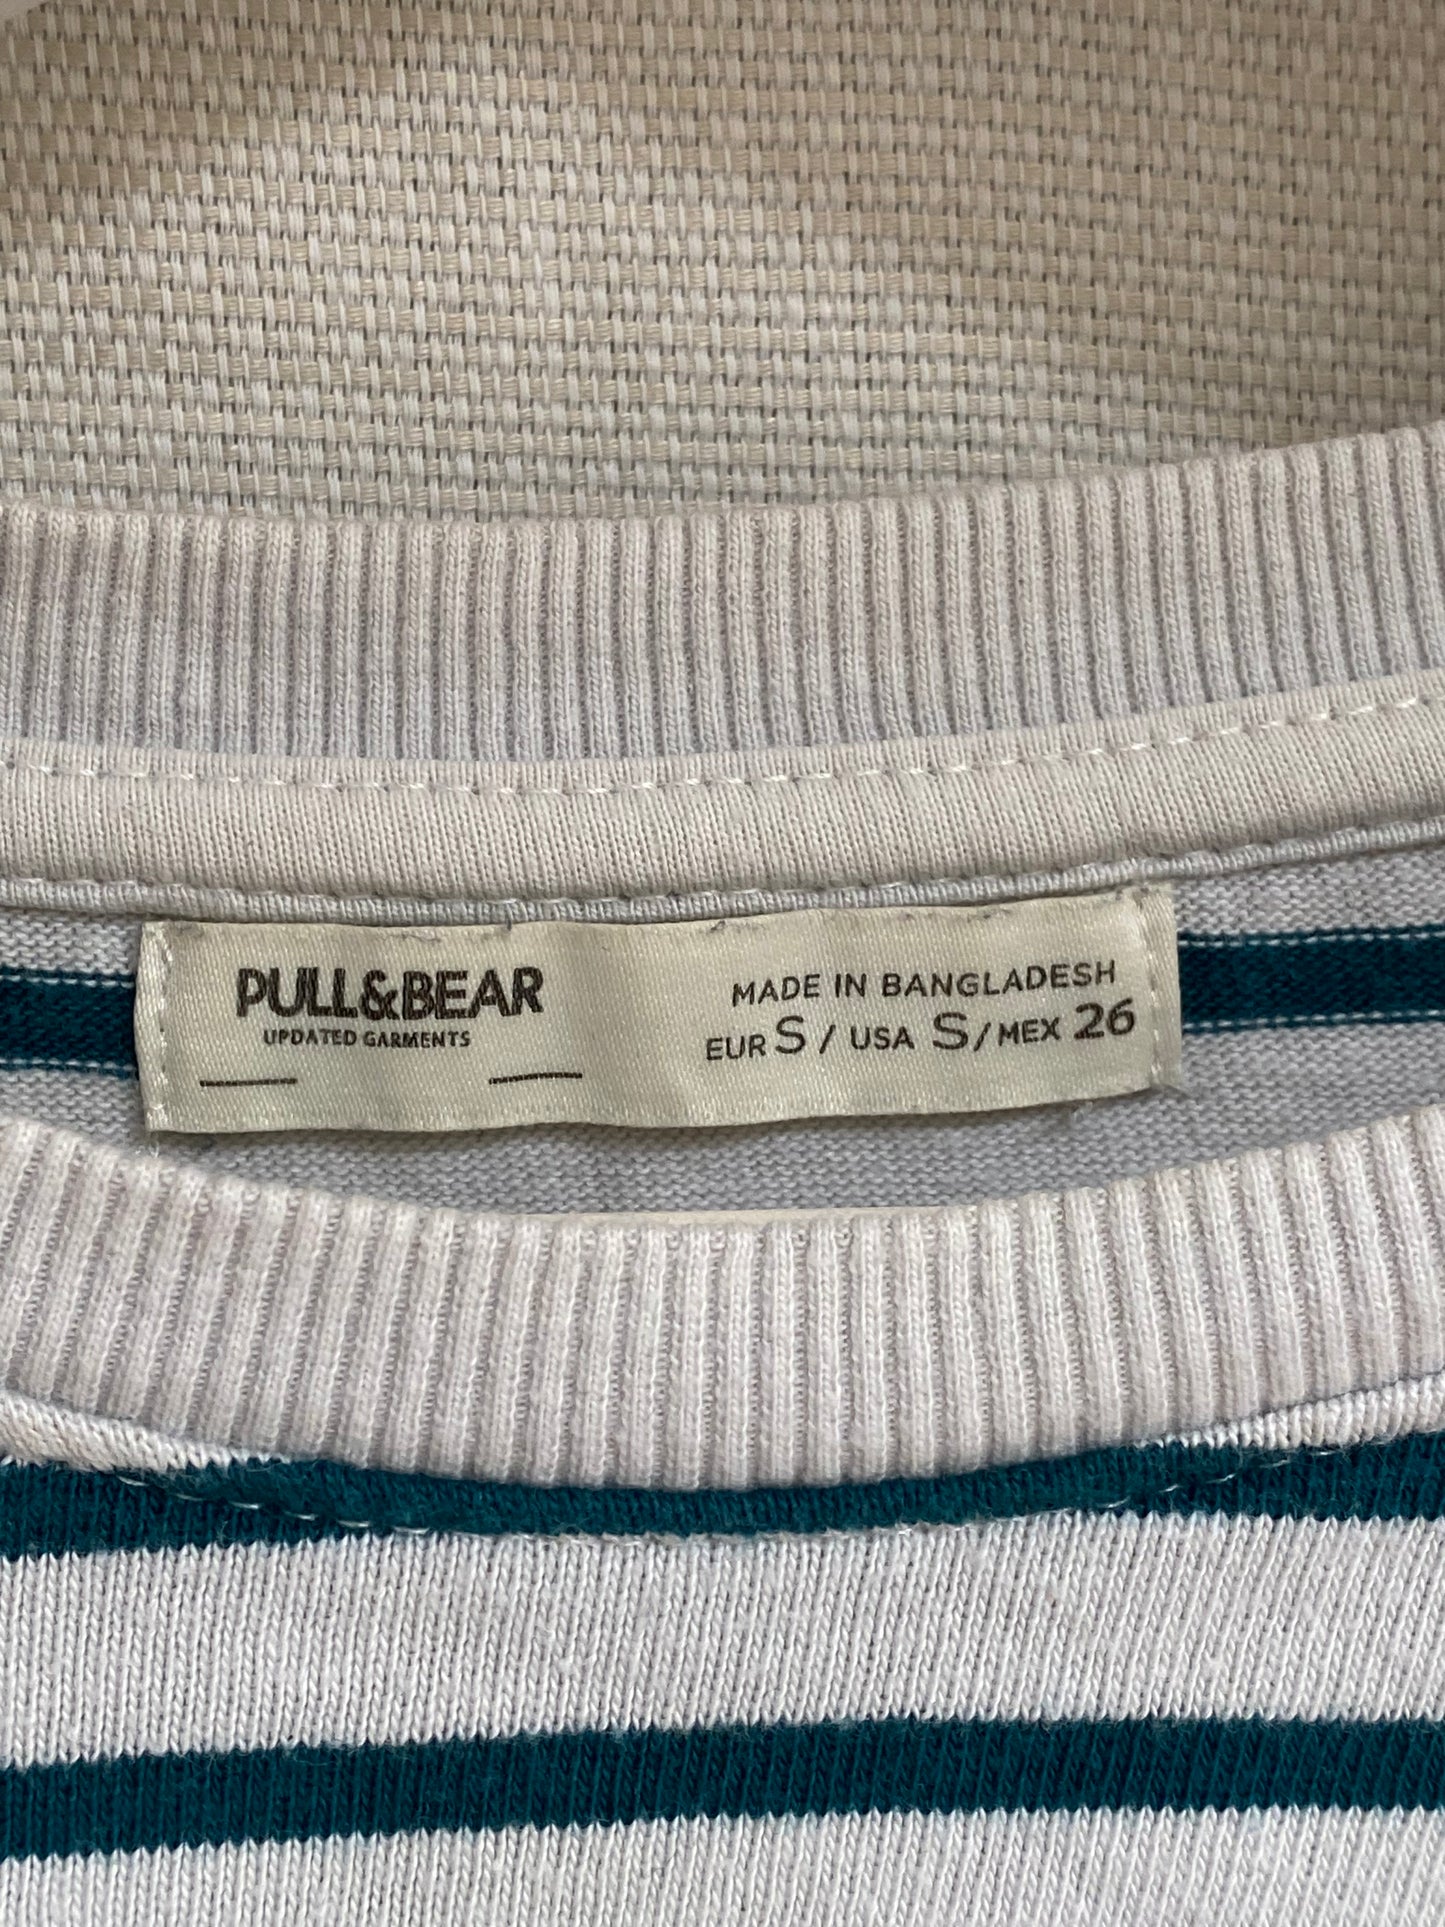 PULL&BEAR
UPDATED GARMENTS
MADE IN BANGLADESH
EUR S / USA S / MEX 26